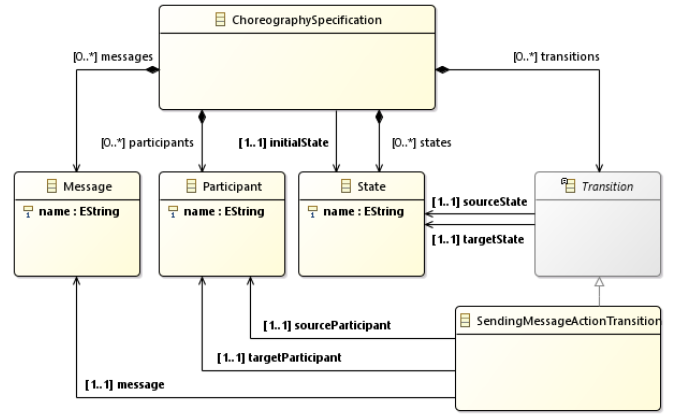 ChoreographySpecification
[0..*] messages
[0..*] transitions
[0..*] participants
[1..1] initialState
[0..*] states
Message
name : EString
Participant
name : EString
State
name : EString
Transition
[1..1] sourceState
[1..1] targetState
SendingMessageActionTransition
[1..1] sourceParticipant
[1..1] targetParticipant
[1..1] message